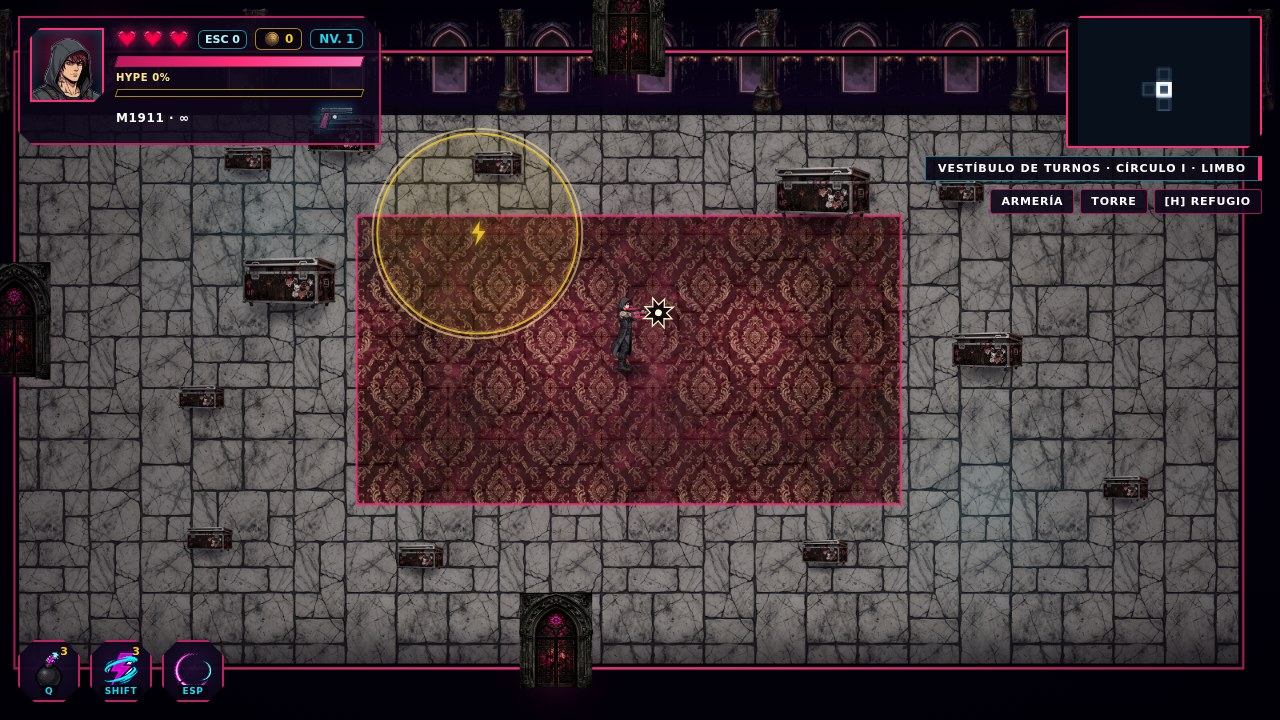 ESC 0 0 NV. 1
HYPE 0%
M1911 · ∞
VESTÍBULO DE TURNOS · CÍRCULO I · LIMBO
ARMERÍA TORRE [H] REFUGIO
3 3
Q SHIFT ESP